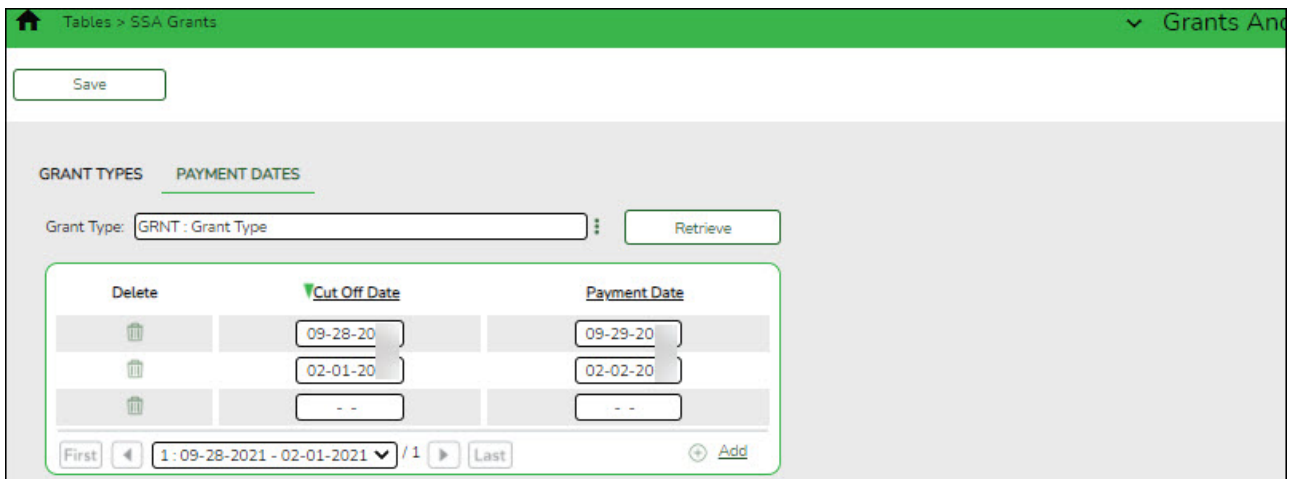 Tables > SSA Grants
Grants And
Save
GRANT TYPES PAYMENT DATES
Grant Type: GRNT : Grant Type Retrieve
Delete Cut Off Date Payment Date
09-28-20 09-29-20
02-01-20 02-02-20
- - - -
First 1 : 09-28-2021 - 02-01-2021 / 1 Last Add